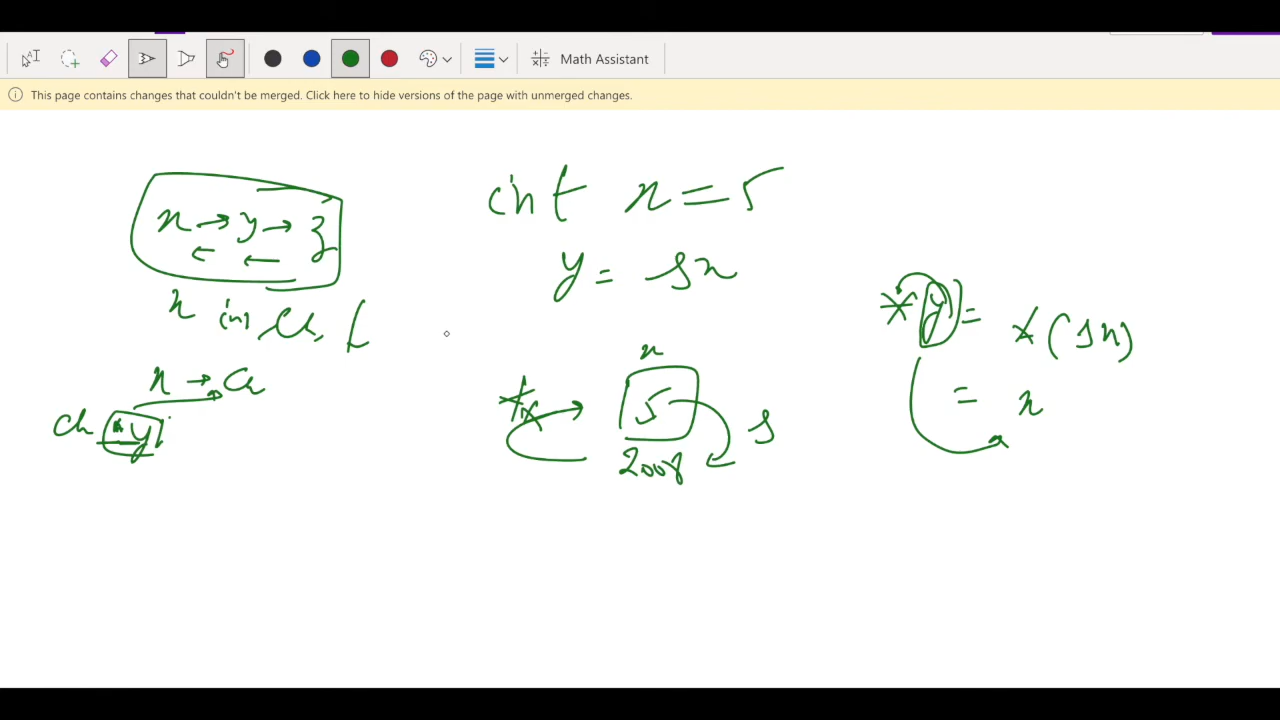 Math Assistant
This page contains changes that couldn't be merged. Click here to hide versions of the page with unmerged changes.
x → y → z
← ←
x int, ch, f
x → ch
ch *y
int x = 5
y = &x
x
* → 5 &
2008
*y = *(&x)
= x